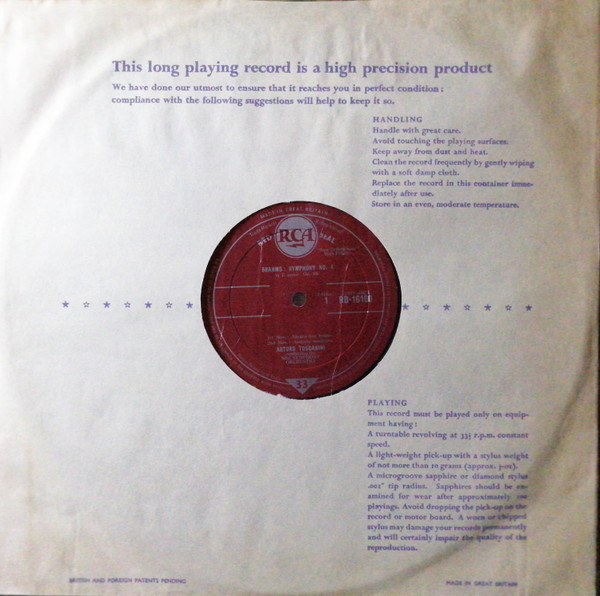 This long playing record is a high precision product
We have done our utmost to ensure that it reaches you in perfect condition:
compliance with the following suggestions will help to keep it so.
HANDLING
Handle with great care.
Avoid touching the playing surfaces.
Keep away from dust and heat.
Clean the record frequently by gently wiping
with a soft damp cloth.
Replace the record in this container imme-
diately after use.
Store in an even, moderate temperature.
MADE IN GREAT BRITAIN
RCA
BRAHMS : SYMPHONY No.
1
RB-16100
ARTURO TOSCANINI
33
PLAYING
This record must be played only on equip-
ment having:
A turntable revolving at 33⅓ r.p.m. constant
speed.
A light-weight pick-up with a stylus weight
of not more than 10 grams (approx. ⅓oz).
A microgroove sapphire or diamond stylus
.001" tip radius. Sapphires should be ex-
amined for wear after approximately 100
playings. Avoid dropping the pick-up on the
record or motor board. A worn or chipped
stylus may damage your records permanently
and will certainly impair the quality of the
reproduction.
BRITISH AND FOREIGN PATENTS PENDING
MADE IN GREAT BRITAIN